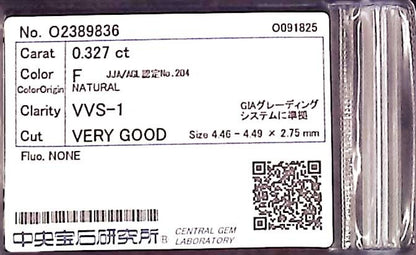 No. O2389836 O091825
Carat 0.327 ct
Color F JJA/AGL認定No.204
ColorOrigin NATURAL
Clarity VVS-1 GIAグレーディング
システムに準拠
Cut VERY GOOD Size 4.46 – 4.49 × 2.75 mm
Fluo. NONE
中央宝石研究所® CENTRAL GEM
LABORATORY